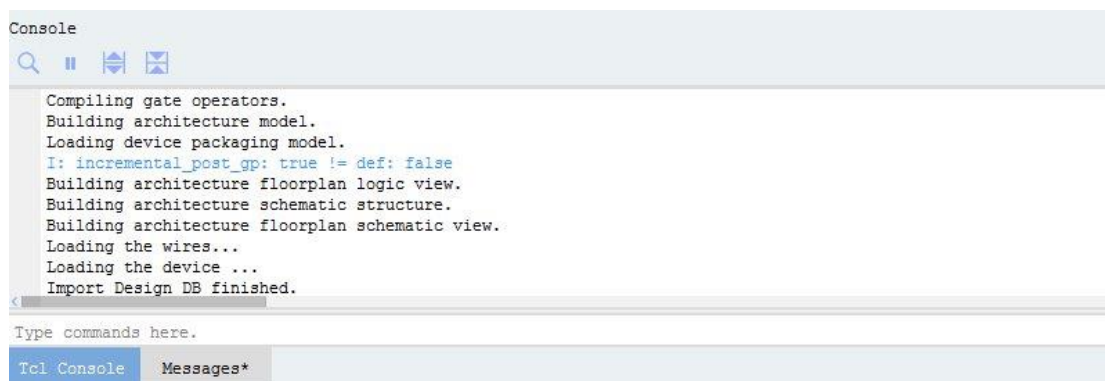 Console
Compiling gate operators.
Building architecture model.
Loading device packaging model.
I: incremental_post_gp: true != def: false
Building architecture floorplan logic view.
Building architecture schematic structure.
Building architecture floorplan schematic view.
Loading the wires...
Loading the device ...
Import Design DB finished.
Type commands here.
Tcl Console Messages*